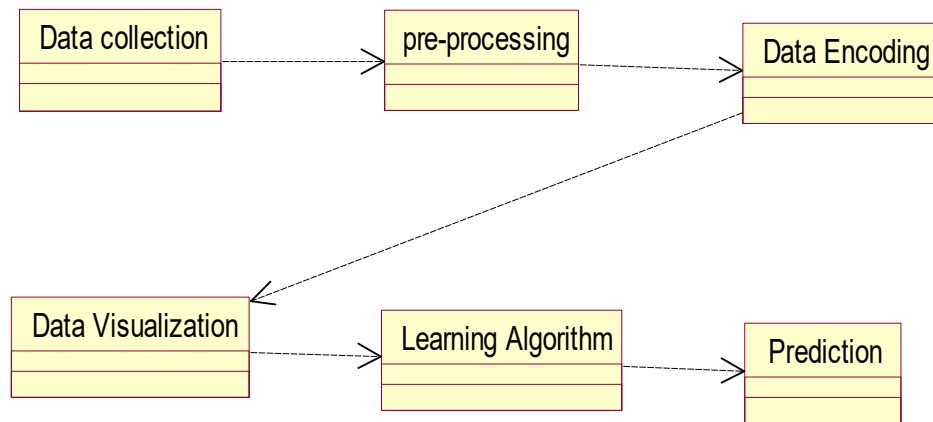 Data collection
pre-processing
Data Encoding
Data Visualization
Learning Algorithm
Prediction